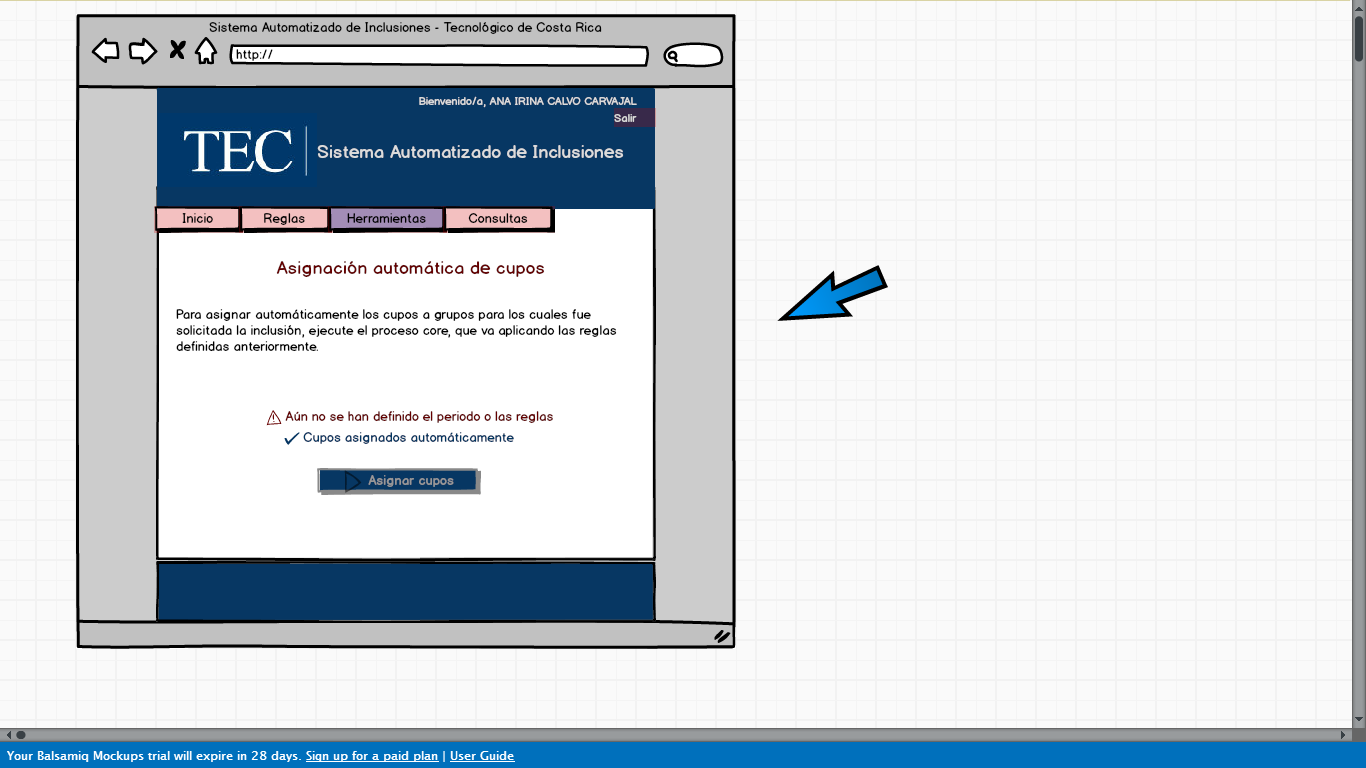 Sistema Automatizado de Inclusiones - Tecnológico de Costa Rica
http://
Bienvenido/a, ANA IRINA CALVO CARVAJAL
Salir
TEC
Sistema Automatizado de Inclusiones
Inicio Reglas Herramientas Consultas
Asignación automática de cupos
Para asignar automáticamente los cupos a grupos para los cuales fue
solicitada la inclusión, ejecute el proceso core, que va aplicando las reglas
definidas anteriormente.
Aún no se han definido el periodo o las reglas
Cupos asignados automáticamente
Asignar cupos
Your Balsamiq Mockups trial will expire in 28 days. Sign up for a paid plan | User Guide